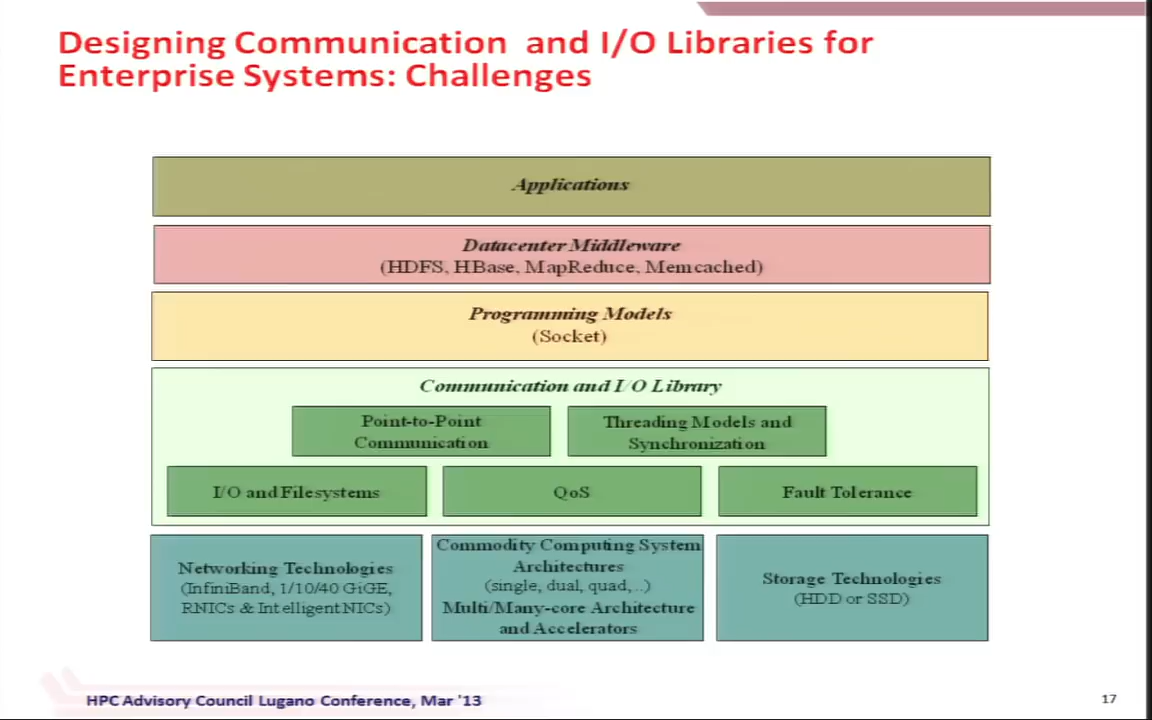 Designing Communication and I/O Libraries for
Enterprise Systems: Challenges
Applications
Datacenter Middleware
(HDFS, HBase, MapReduce, Memcached)
Programming Models
(Socket)
Communication and I/O Library
Point-to-Point
Communication
Threading Models and
Synchronization
I/O and Filesystems
QoS
Fault Tolerance
Networking Technologies
(InfiniBand, 1/10/40 GiGE,
RNICs & Intelligent NICs)
Commodity Computing System
Architectures
(single, dual, quad,..)
Multi/Many-core Architecture
and Accelerators
Storage Technologies
(HDD or SSD)
HPC Advisory Council Lugano Conference, Mar '13
17